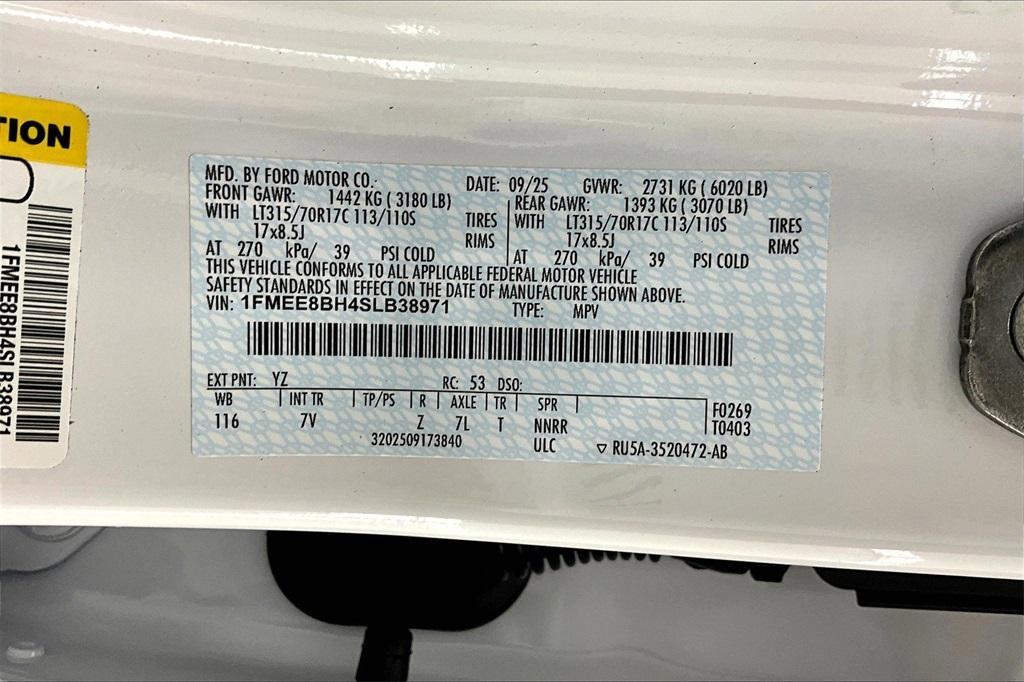 TION
1FMEE8BH4SLB38971
MFD. BY FORD MOTOR CO.: DATE: 09/25 GVWR: 2731 KG ( 6020 LB)
FRONT GAWR: 1442 KG ( 3180 LB) REAR GAWR: 1393 KG ( 3070 LB)
WITH LT315/70R17C 113/110S TIRES WITH LT315/70R17C 113/110S TIRES
17x8.5J RIMS 17x8.5J RIMS
AT 270 kPa/ 39 PSI COLD AT 270 kPa/ 39 PSI COLD
THIS VEHICLE CONFORMS TO ALL APPLICABLE FEDERAL MOTOR VEHICLE
SAFETY STANDARDS IN EFFECT ON THE DATE OF MANUFACTURE SHOWN ABOVE.
VIN: 1FMEE8BH4SLB38971 TYPE: MPV
EXT PNT: YZ RC: 53 DSO:
WB INT TR TP/PS R AXLE TR SPR F0269
116 7V Z 7L T NNRR T0403
3202509173840 ULC ▽ RU5A-3520472-AB